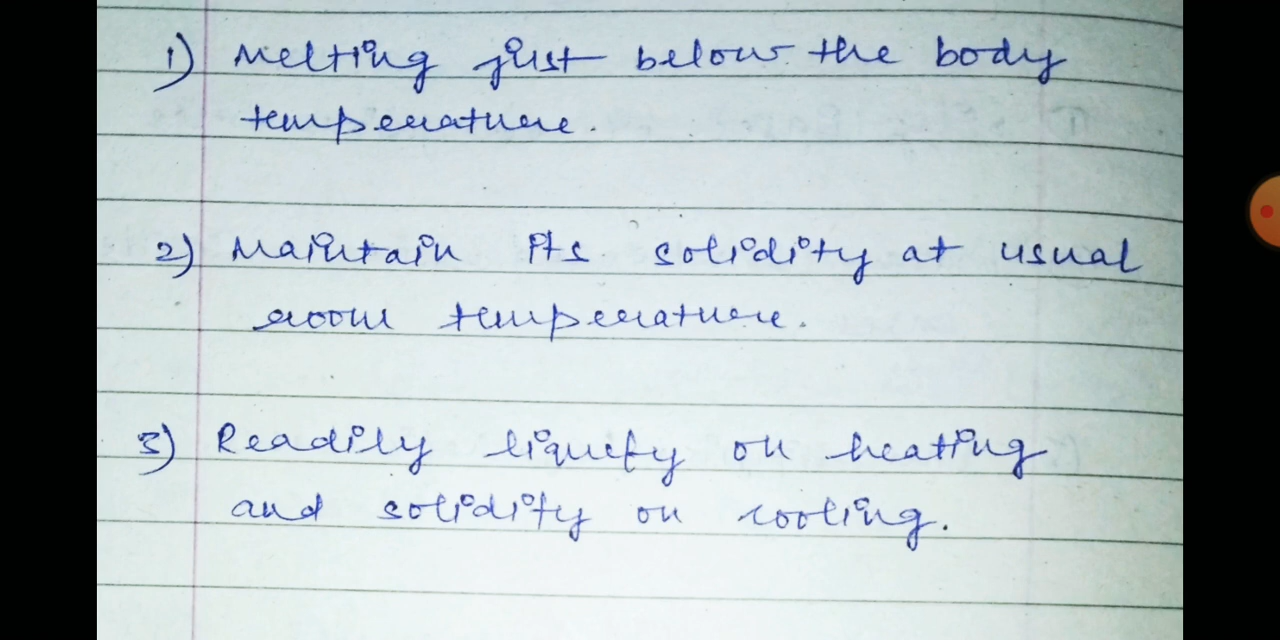 1) Melting just below the body
temperature.
2) Maintain its solidity at usual
room temperature.
3) Readily liquify on heating
and solidify on cooling.